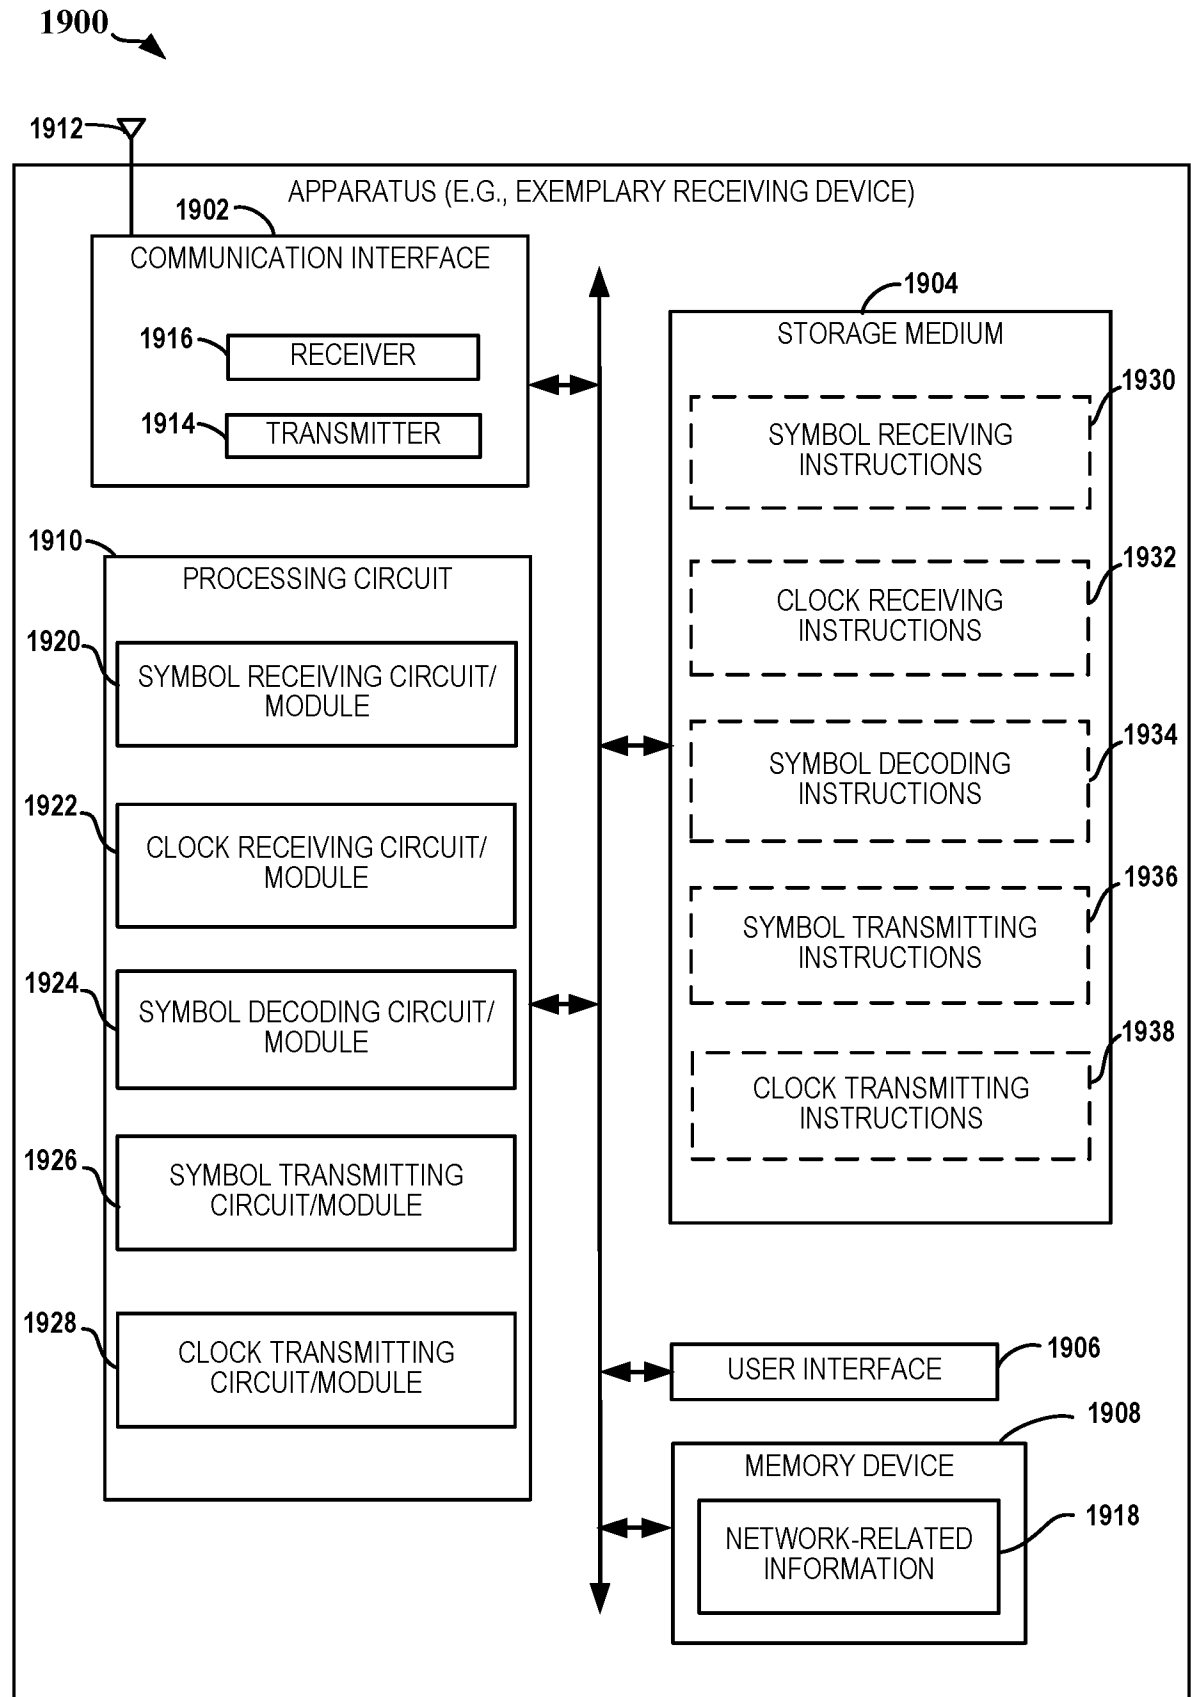 1900
1912
APPARATUS (E.G., EXEMPLARY RECEIVING DEVICE)
1902
COMMUNICATION INTERFACE
1916
RECEIVER
1914
TRANSMITTER
1910
PROCESSING CIRCUIT
1920
SYMBOL RECEIVING CIRCUIT/
MODULE
1922
CLOCK RECEIVING CIRCUIT/
MODULE
1924
SYMBOL DECODING CIRCUIT/
MODULE
1926
SYMBOL TRANSMITTING
CIRCUIT/MODULE
1928
CLOCK TRANSMITTING
CIRCUIT/MODULE
1904
STORAGE MEDIUM
1930
SYMBOL RECEIVING
INSTRUCTIONS
1932
CLOCK RECEIVING
INSTRUCTIONS
1934
SYMBOL DECODING
INSTRUCTIONS
1936
SYMBOL TRANSMITTING
INSTRUCTIONS
1938
CLOCK TRANSMITTING
INSTRUCTIONS
1906
USER INTERFACE
1908
MEMORY DEVICE
1918
NETWORK-RELATED
INFORMATION